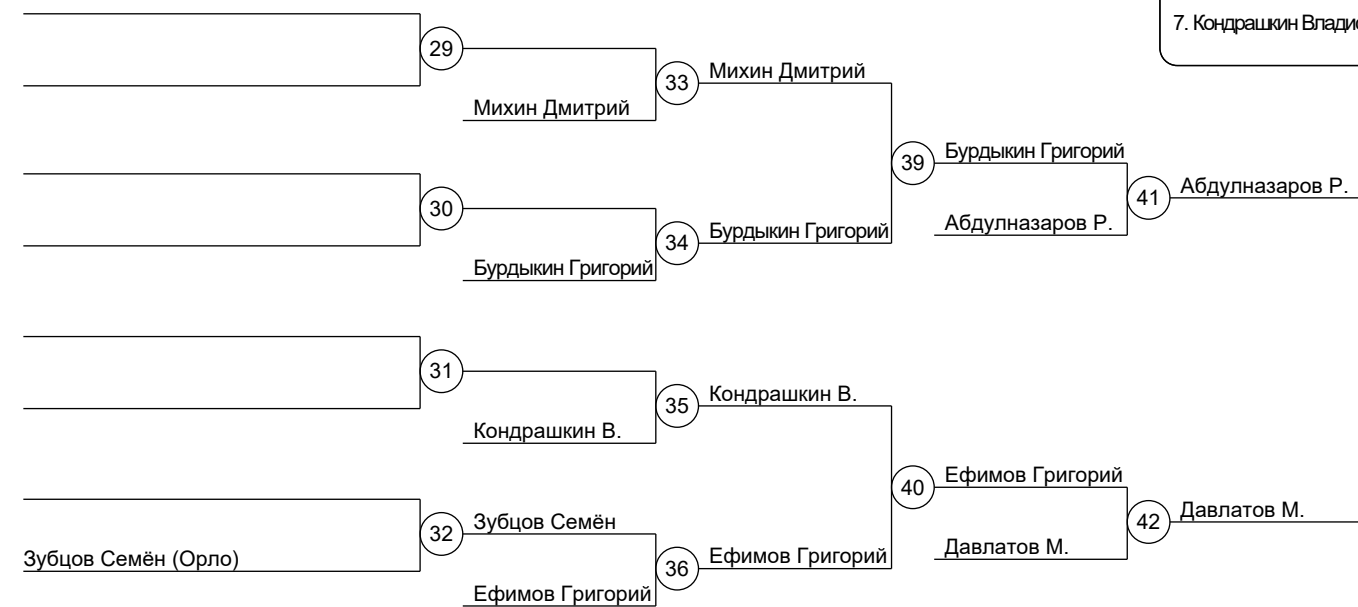 7. Кондрашкин
29
Михин Дмитрий
33
Михин Дмитрий
39
Бурдыкин Григорий
41
Абдулназаров Р.
Абдулназаров Р.
30
34
Бурдыкин Григорий
Бурдыкин Григорий
31
35
Кондрашкин В.
Кондрашкин В.
40
Ефимов Григорий
42
Давлатов М.
Давлатов М.
32
Зубцов Семён
Зубцов Семён (Орло)
36
Ефимов Григорий
Ефимов Григорий